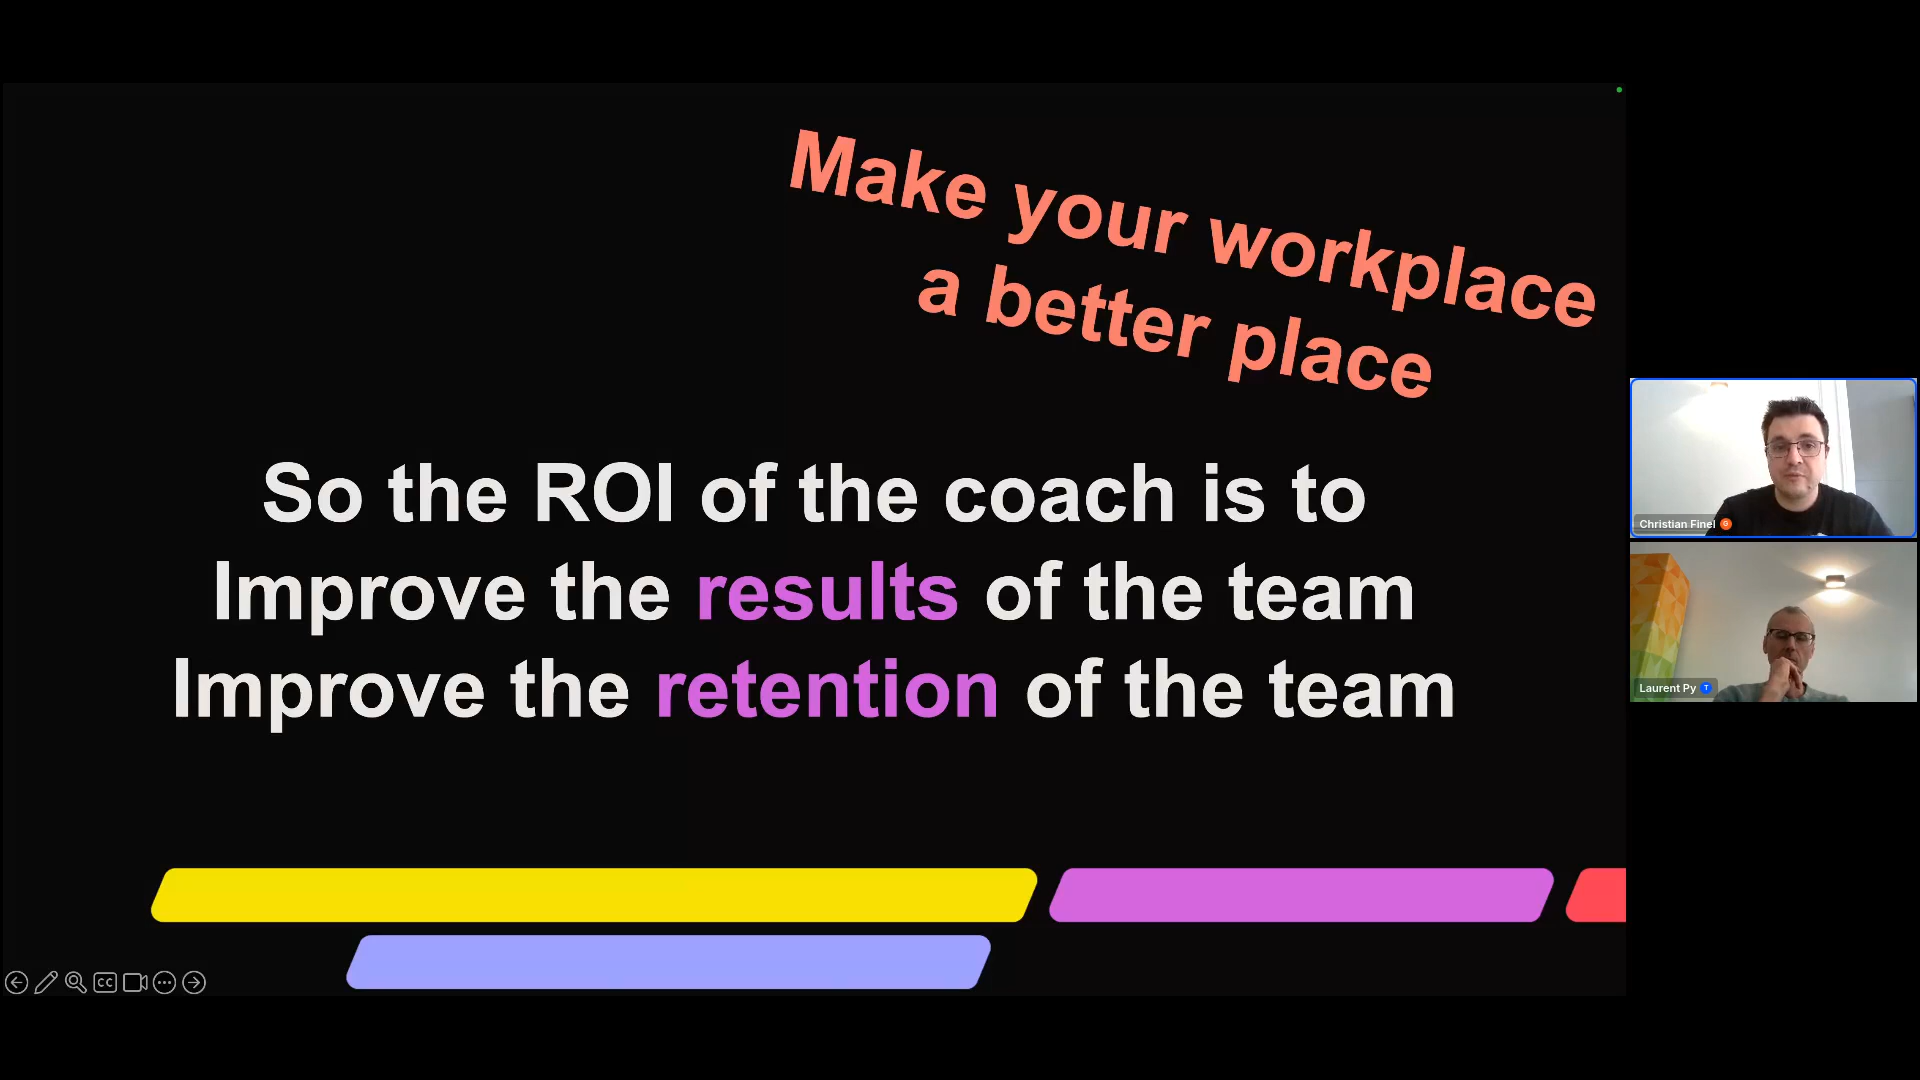 Make your workplace
a better place
So the ROI of the coach is to
Improve the results of the team
Improve the retention of the team
Christian Finel
Laurent Py
CC